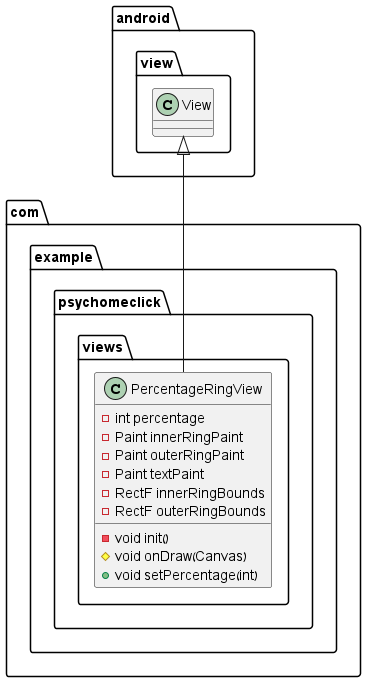 android
view
C View
com
example
psychomeclick
views
C PercentageRingView
int percentage
Paint innerRingPaint
Paint outerRingPaint
Paint textPaint
RectF innerRingBounds
RectF outerRingBounds
void init()
void onDraw(Canvas)
void setPercentage(int)